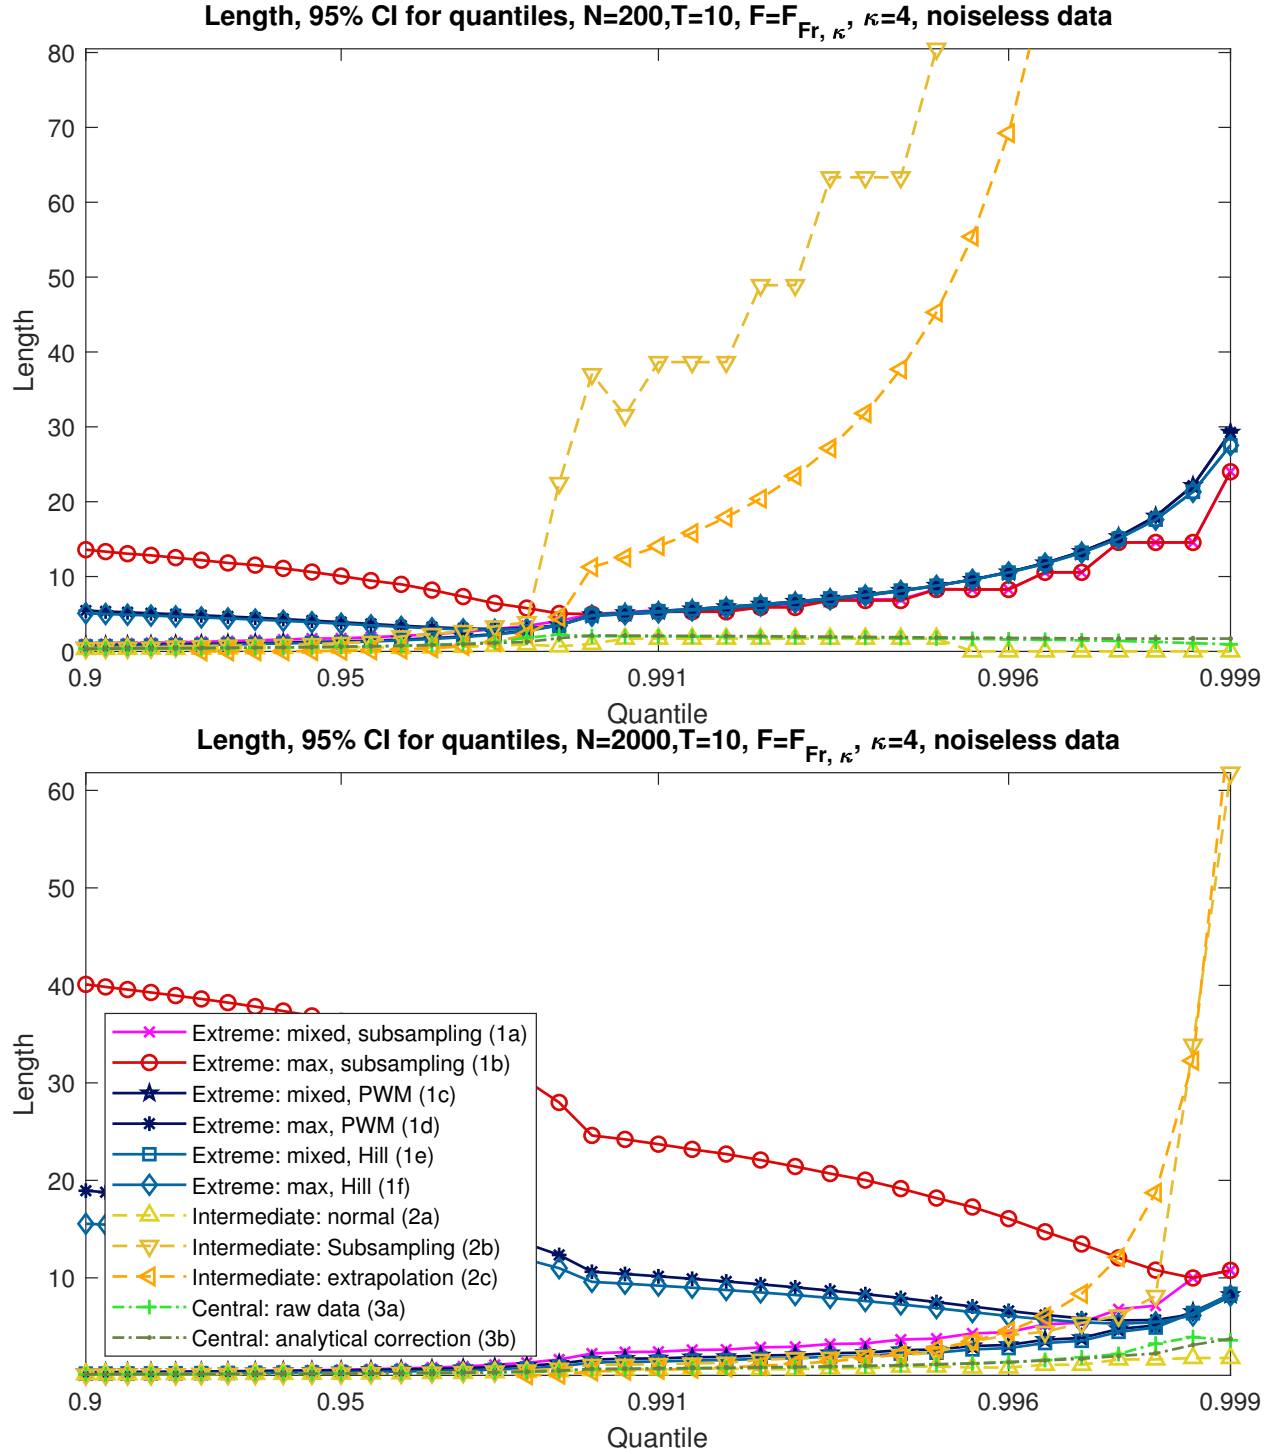 Length, 95% CI for quantiles, N=200,T=10, F=F_Fr, κ, κ=4, noiseless data
80
70
60
50
40
30
20
10
0
Length
0.9 0.95 0.991 0.996 0.999
Quantile
Length, 95% CI for quantiles, N=2000,T=10, F=F_Fr, κ, κ=4, noiseless data
60
50
40
30
20
10
Length
Extreme: mixed, subsampling (1a)
Extreme: max, subsampling (1b)
Extreme: mixed, PWM (1c)
Extreme: max, PWM (1d)
Extreme: mixed, Hill (1e)
Extreme: max, Hill (1f)
Intermediate: normal (2a)
Intermediate: Subsampling (2b)
Intermediate: extrapolation (2c)
Central: raw data (3a)
Central: analytical correction (3b)
0.9 0.95 0.991 0.996 0.999
Quantile